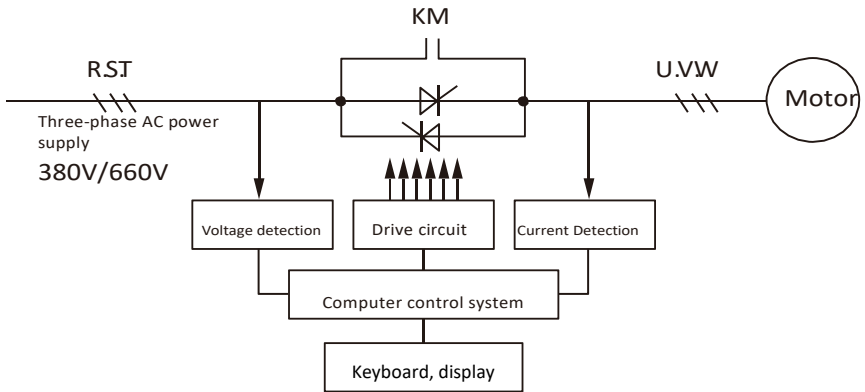 KM
R.S.T
U.V.W
Motor
Three-phase AC power
supply
380V/660V
Voltage detection
Drive circuit
Current Detection
Computer control system
Keyboard, display